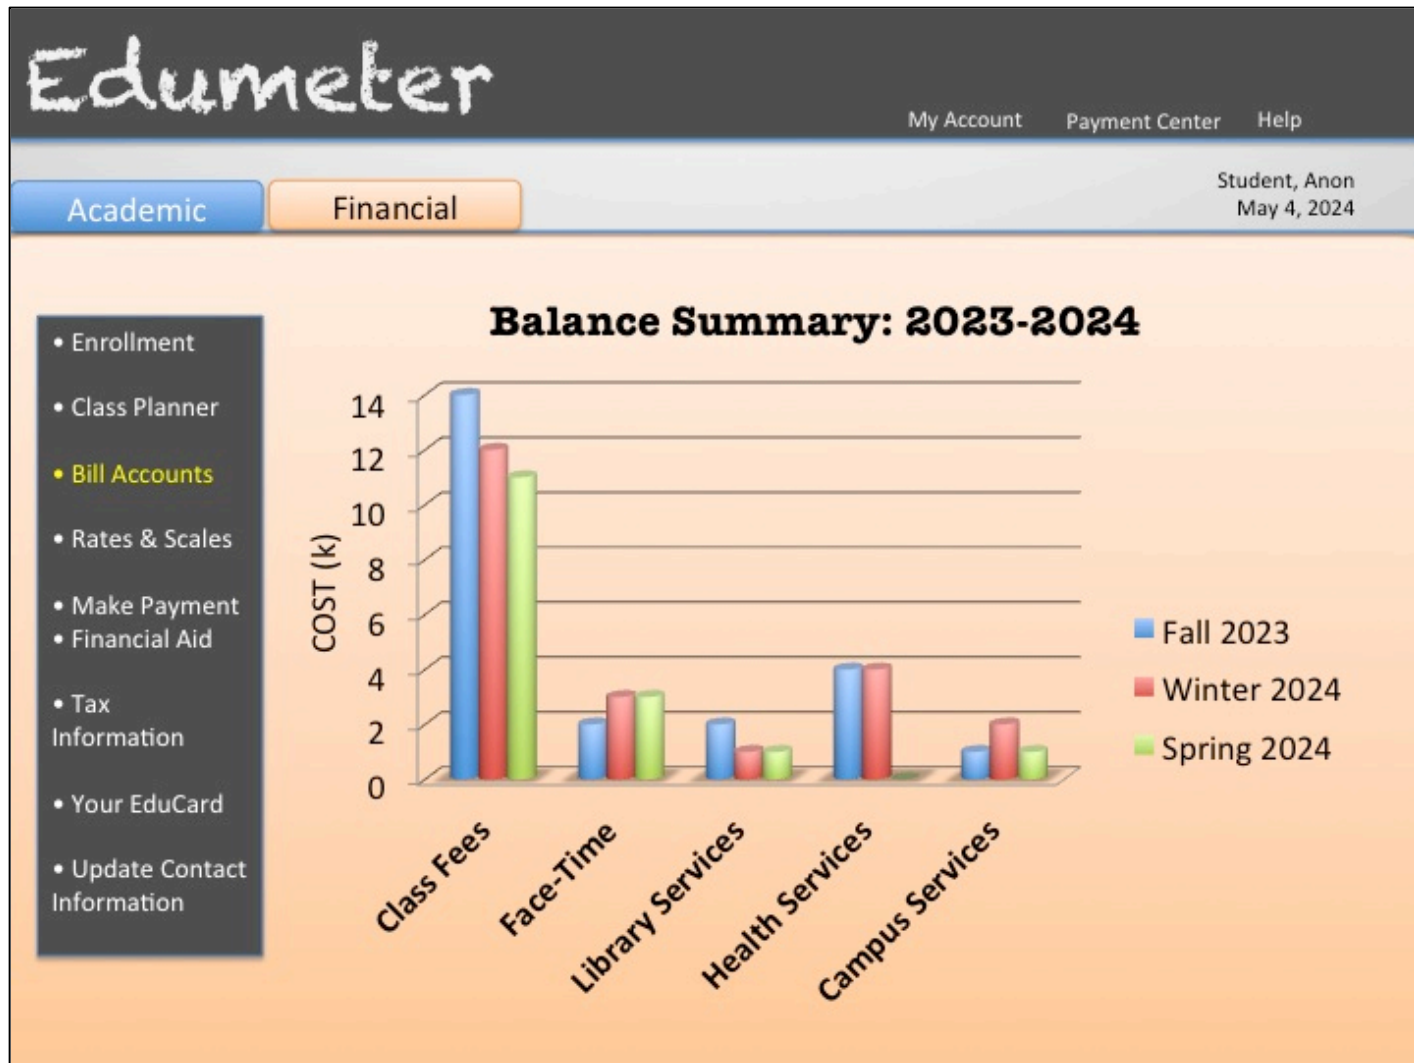 Edumeter
My Account Payment Center Help
Academic Financial
Student, Anon
May 4, 2024
• Enrollment
• Class Planner
• Bill Accounts
• Rates & Scales
• Make Payment
• Financial Aid
• Tax
Information
• Your EduCard
• Update Contact
Information
Balance Summary: 2023-2024
COST (k)
14
12
10
8
6
4
2
0
Class Fees
Face-Time
Library Services
Health Services
Campus Services
Fall 2023
Winter 2024
Spring 2024